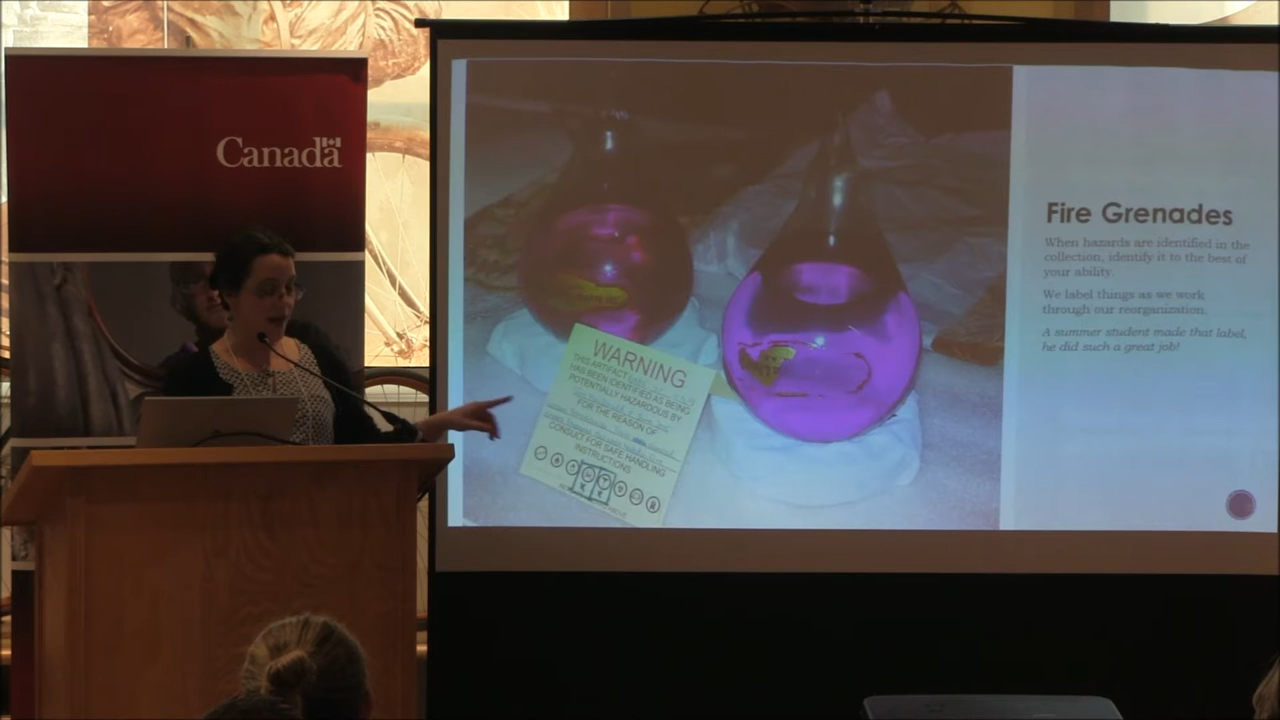 Canada
Fire Grenades
When hazards are identified in the
collection, identify it to the best of
your ability.
We label things as we work
through our reorganization.
A summer student made that label,
he did such a great job!
WARNING
THIS ARTIFACT
HAS BEEN IDENTIFIED AS BEING
POTENTIALLY HAZARDOUS BY
FOR THE REASON OF
CONDUCT FOR SAFE HANDLING
INSTRUCTIONS